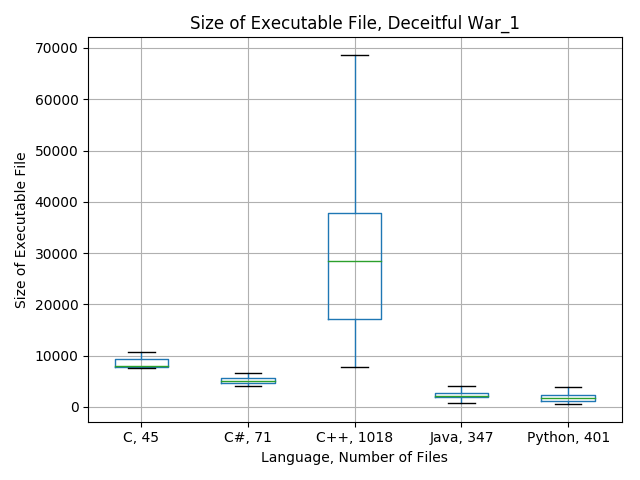 Size of Executable File, Deceitful War_1
70000
60000
50000
40000
30000
20000
10000
0
Size of Executable File
C, 45 C#, 71 C++, 1018 Java, 347 Python, 401
Language, Number of Files